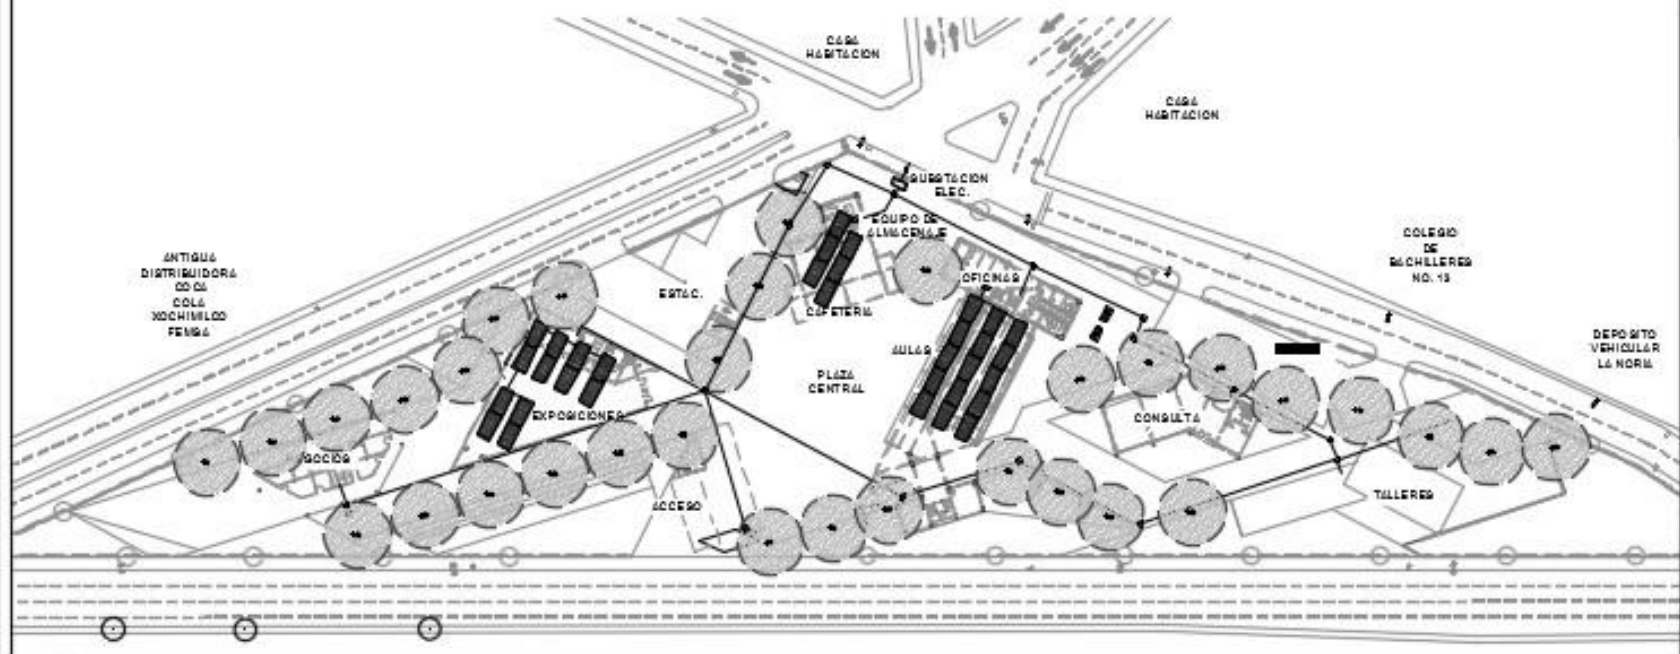 CASA
HABITACION
CASA
HABITACION
SUBSTACION
ELEC.
EQUIPO DE
ALMACENAJE
COLEGIO
DE
BACHILLERES
NO. 13
ANTIGUA
DISTRIBUIDORA
COCA
COLA
XOCHIMILCO
FEMSA
ESTAC.
OFICINAS
CAFETERIA
DEPOSITO
VEHICULAR
LA NORIA
AULAS
PLAZA
CENTRAL
EXPOSICIONES
CONSULTA
SOCIOS
TALLERES
ACCESO